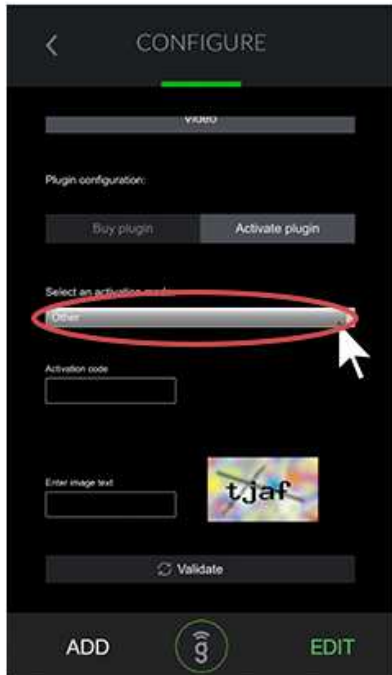 CONFIGURE
Video
Plugin configuration:
Buy plugin Activate plugin
Select an activation mode:
Other
Activation code
Enter image text
tjaf
Validate
ADD g EDIT